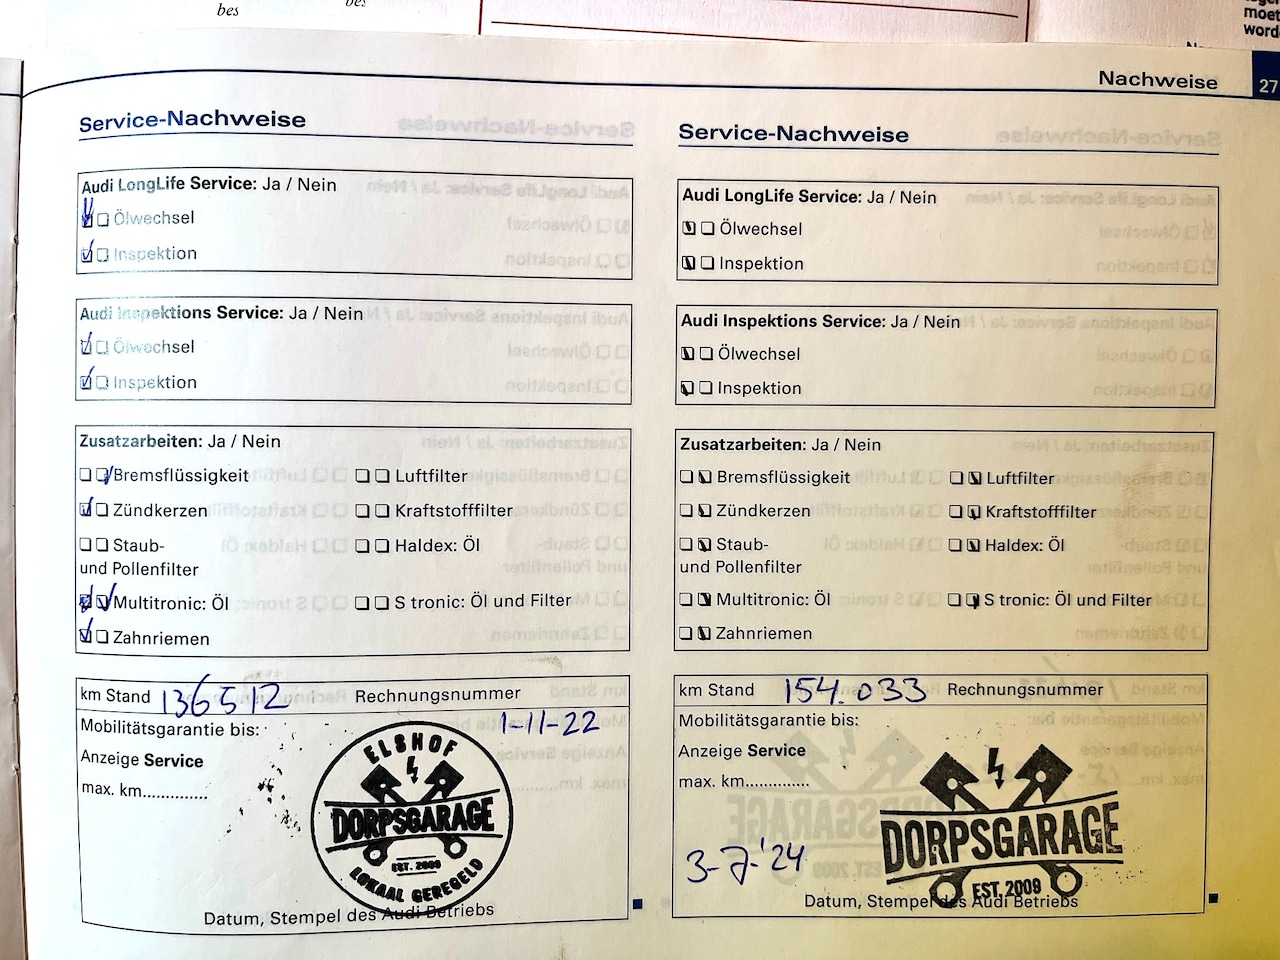 bes
moet
word
Nachweise
27
Service-Nachweise
Audi LongLife Service: Ja / Nein
Ölwechsel
Inspektion
Audi Inspektions Service: Ja / Nein
Ölwechsel
Inspektion
Zusatzarbeiten: Ja / Nein
Bremsflüssigkeit
Luftfilter
Zündkerzen
Kraftstofffilter
Staub-
und Pollenfilter
Haldex: Öl
Multitronic: Öl
S tronic: Öl und Filter
Zahnriemen
km Stand 136512 Rechnungsnummer
Mobilitätsgarantie bis:
1-11-22
Anzeige Service
max. km..............
ELSHOF
DORPSGARAGE
EST. 2009
LOKAAL GEREGELD
Datum, Stempel des Audi Betriebs
Service-Nachweise
Audi LongLife Service: Ja / Nein
Ölwechsel
Inspektion
Audi Inspektions Service: Ja / Nein
Ölwechsel
Inspektion
Zusatzarbeiten: Ja / Nein
Bremsflüssigkeit
Luftfilter
Zündkerzen
Kraftstofffilter
Staub-
und Pollenfilter
Haldex: Öl
Multitronic: Öl
S tronic: Öl und Filter
Zahnriemen
km Stand 154.033 Rechnungsnummer
Mobilitätsgarantie bis:
Anzeige Service
max. km..............
3-7-'24
DORPSGARAGE
EST. 2009
Datum, Stempel des Audi Betriebs